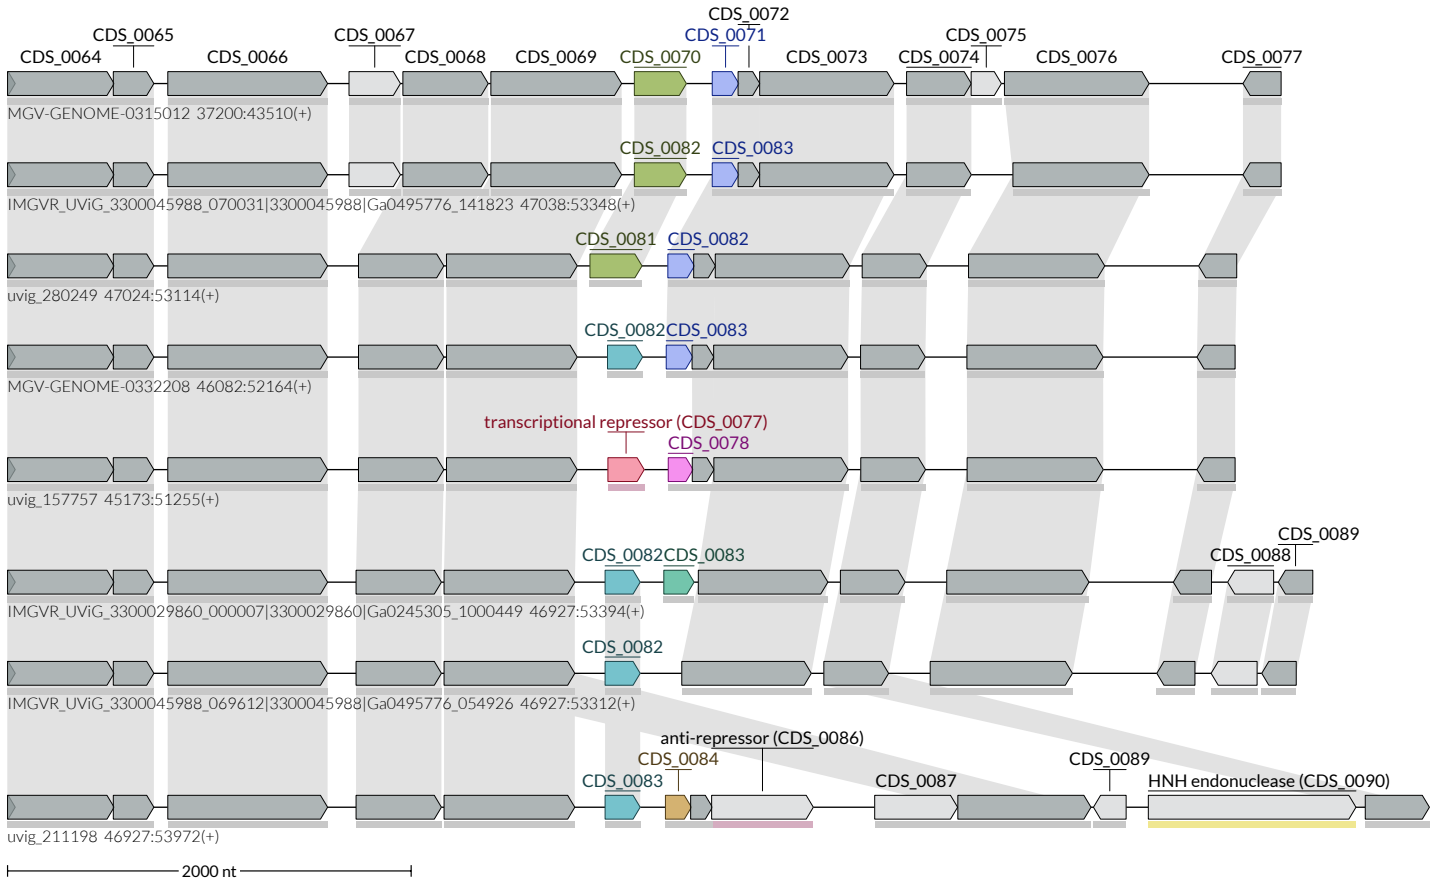 CDS_0072
CDS_0065 CDS_0067 CDS_0071 CDS_0075
CDS_0064 CDS_0066 CDS_0068 CDS_0069 CDS_0070 CDS_0073 CDS_0074 CDS_0076 CDS_0077
MGV-GENOME-0315012 37200:43510(+)
CDS_0082 CDS_0083
IMGVR_UViG_3300045988_070031|3300045988|Ga0495776_141823 47038:53348(+)
CDS_0081 CDS_0082
uvig_280249 47024:53114(+)
CDS_0082 CDS_0083
MGV-GENOME-0332208 46082:52164(+)
transcriptional repressor (CDS_0077)
CDS_0078
uvig_157757 45173:51255(+)
CDS_0089
CDS_0082 CDS_0083 CDS_0088
IMGVR_UViG_3300029860_000007|3300029860|Ga0245305_1000449 46927:53394(+)
CDS_0082
IMGVR_UViG_3300045988_069612|3300045988|Ga0495776_054926 46927:53312(+)
anti-repressor (CDS_0086)
CDS_0084 CDS_0089
CDS_0083 CDS_0087 HNH endonuclease (CDS_0090)
uvig_211198 46927:53972(+)
2000 nt